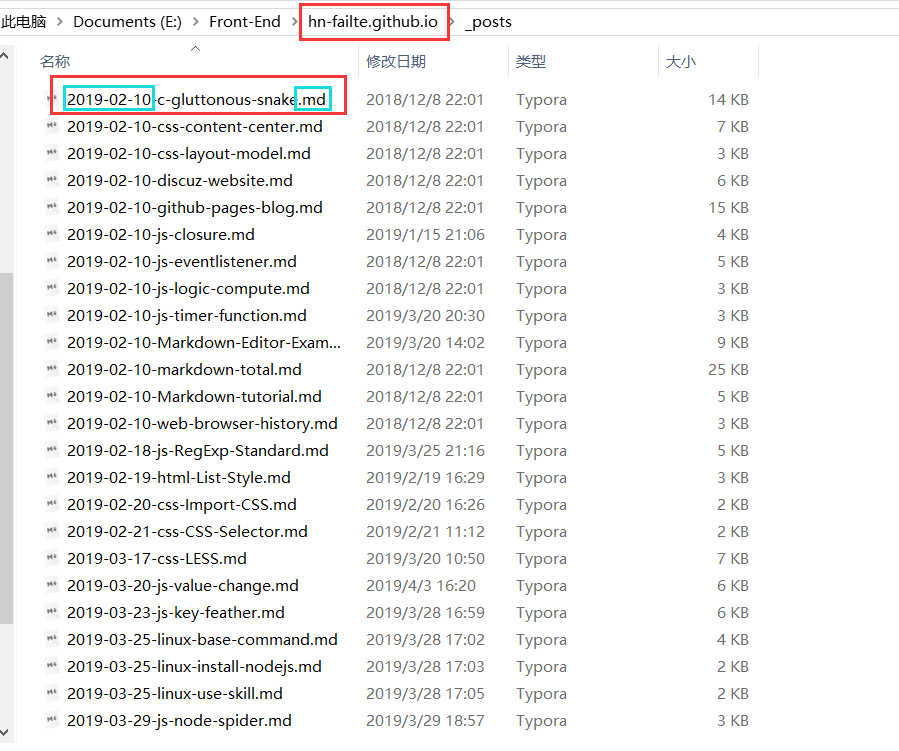 此电脑 > Documents (E:) > Front-End > hn-failte.github.io > _posts
名称 修改日期 类型 大小
2019-02-10-c-gluttonous-snake.md 2018/12/8 22:01 Typora 14 KB
2019-02-10-css-content-center.md 2018/12/8 22:01 Typora 7 KB
2019-02-10-css-layout-model.md 2018/12/8 22:01 Typora 3 KB
2019-02-10-discuz-website.md 2018/12/8 22:01 Typora 6 KB
2019-02-10-github-pages-blog.md 2018/12/8 22:01 Typora 15 KB
2019-02-10-js-closure.md 2019/1/15 21:06 Typora 4 KB
2019-02-10-js-eventlistener.md 2018/12/8 22:01 Typora 5 KB
2019-02-10-js-logic-compute.md 2018/12/8 22:01 Typora 3 KB
2019-02-10-js-timer-function.md 2019/3/20 20:30 Typora 3 KB
2019-02-10-Markdown-Editor-Exam... 2019/3/20 14:02 Typora 9 KB
2019-02-10-markdown-total.md 2018/12/8 22:01 Typora 25 KB
2019-02-10-Markdown-tutorial.md 2018/12/8 22:01 Typora 5 KB
2019-02-10-web-browser-history.md 2018/12/8 22:01 Typora 3 KB
2019-02-18-js-RegExp-Standard.md 2019/3/25 21:16 Typora 5 KB
2019-02-19-html-List-Style.md 2019/2/19 16:29 Typora 3 KB
2019-02-20-css-Import-CSS.md 2019/2/20 16:26 Typora 2 KB
2019-02-21-css-CSS-Selector.md 2019/2/21 11:12 Typora 2 KB
2019-03-17-css-LESS.md 2019/3/20 10:50 Typora 7 KB
2019-03-20-js-value-change.md 2019/4/3 16:20 Typora 6 KB
2019-03-23-js-key-feather.md 2019/3/28 16:59 Typora 6 KB
2019-03-25-linux-base-command.md 2019/3/28 17:02 Typora 4 KB
2019-03-25-linux-install-nodejs.md 2019/3/28 17:03 Typora 2 KB
2019-03-25-linux-use-skill.md 2019/3/28 17:05 Typora 2 KB
2019-03-29-js-node-spider.md 2019/3/29 18:57 Typora 3 KB